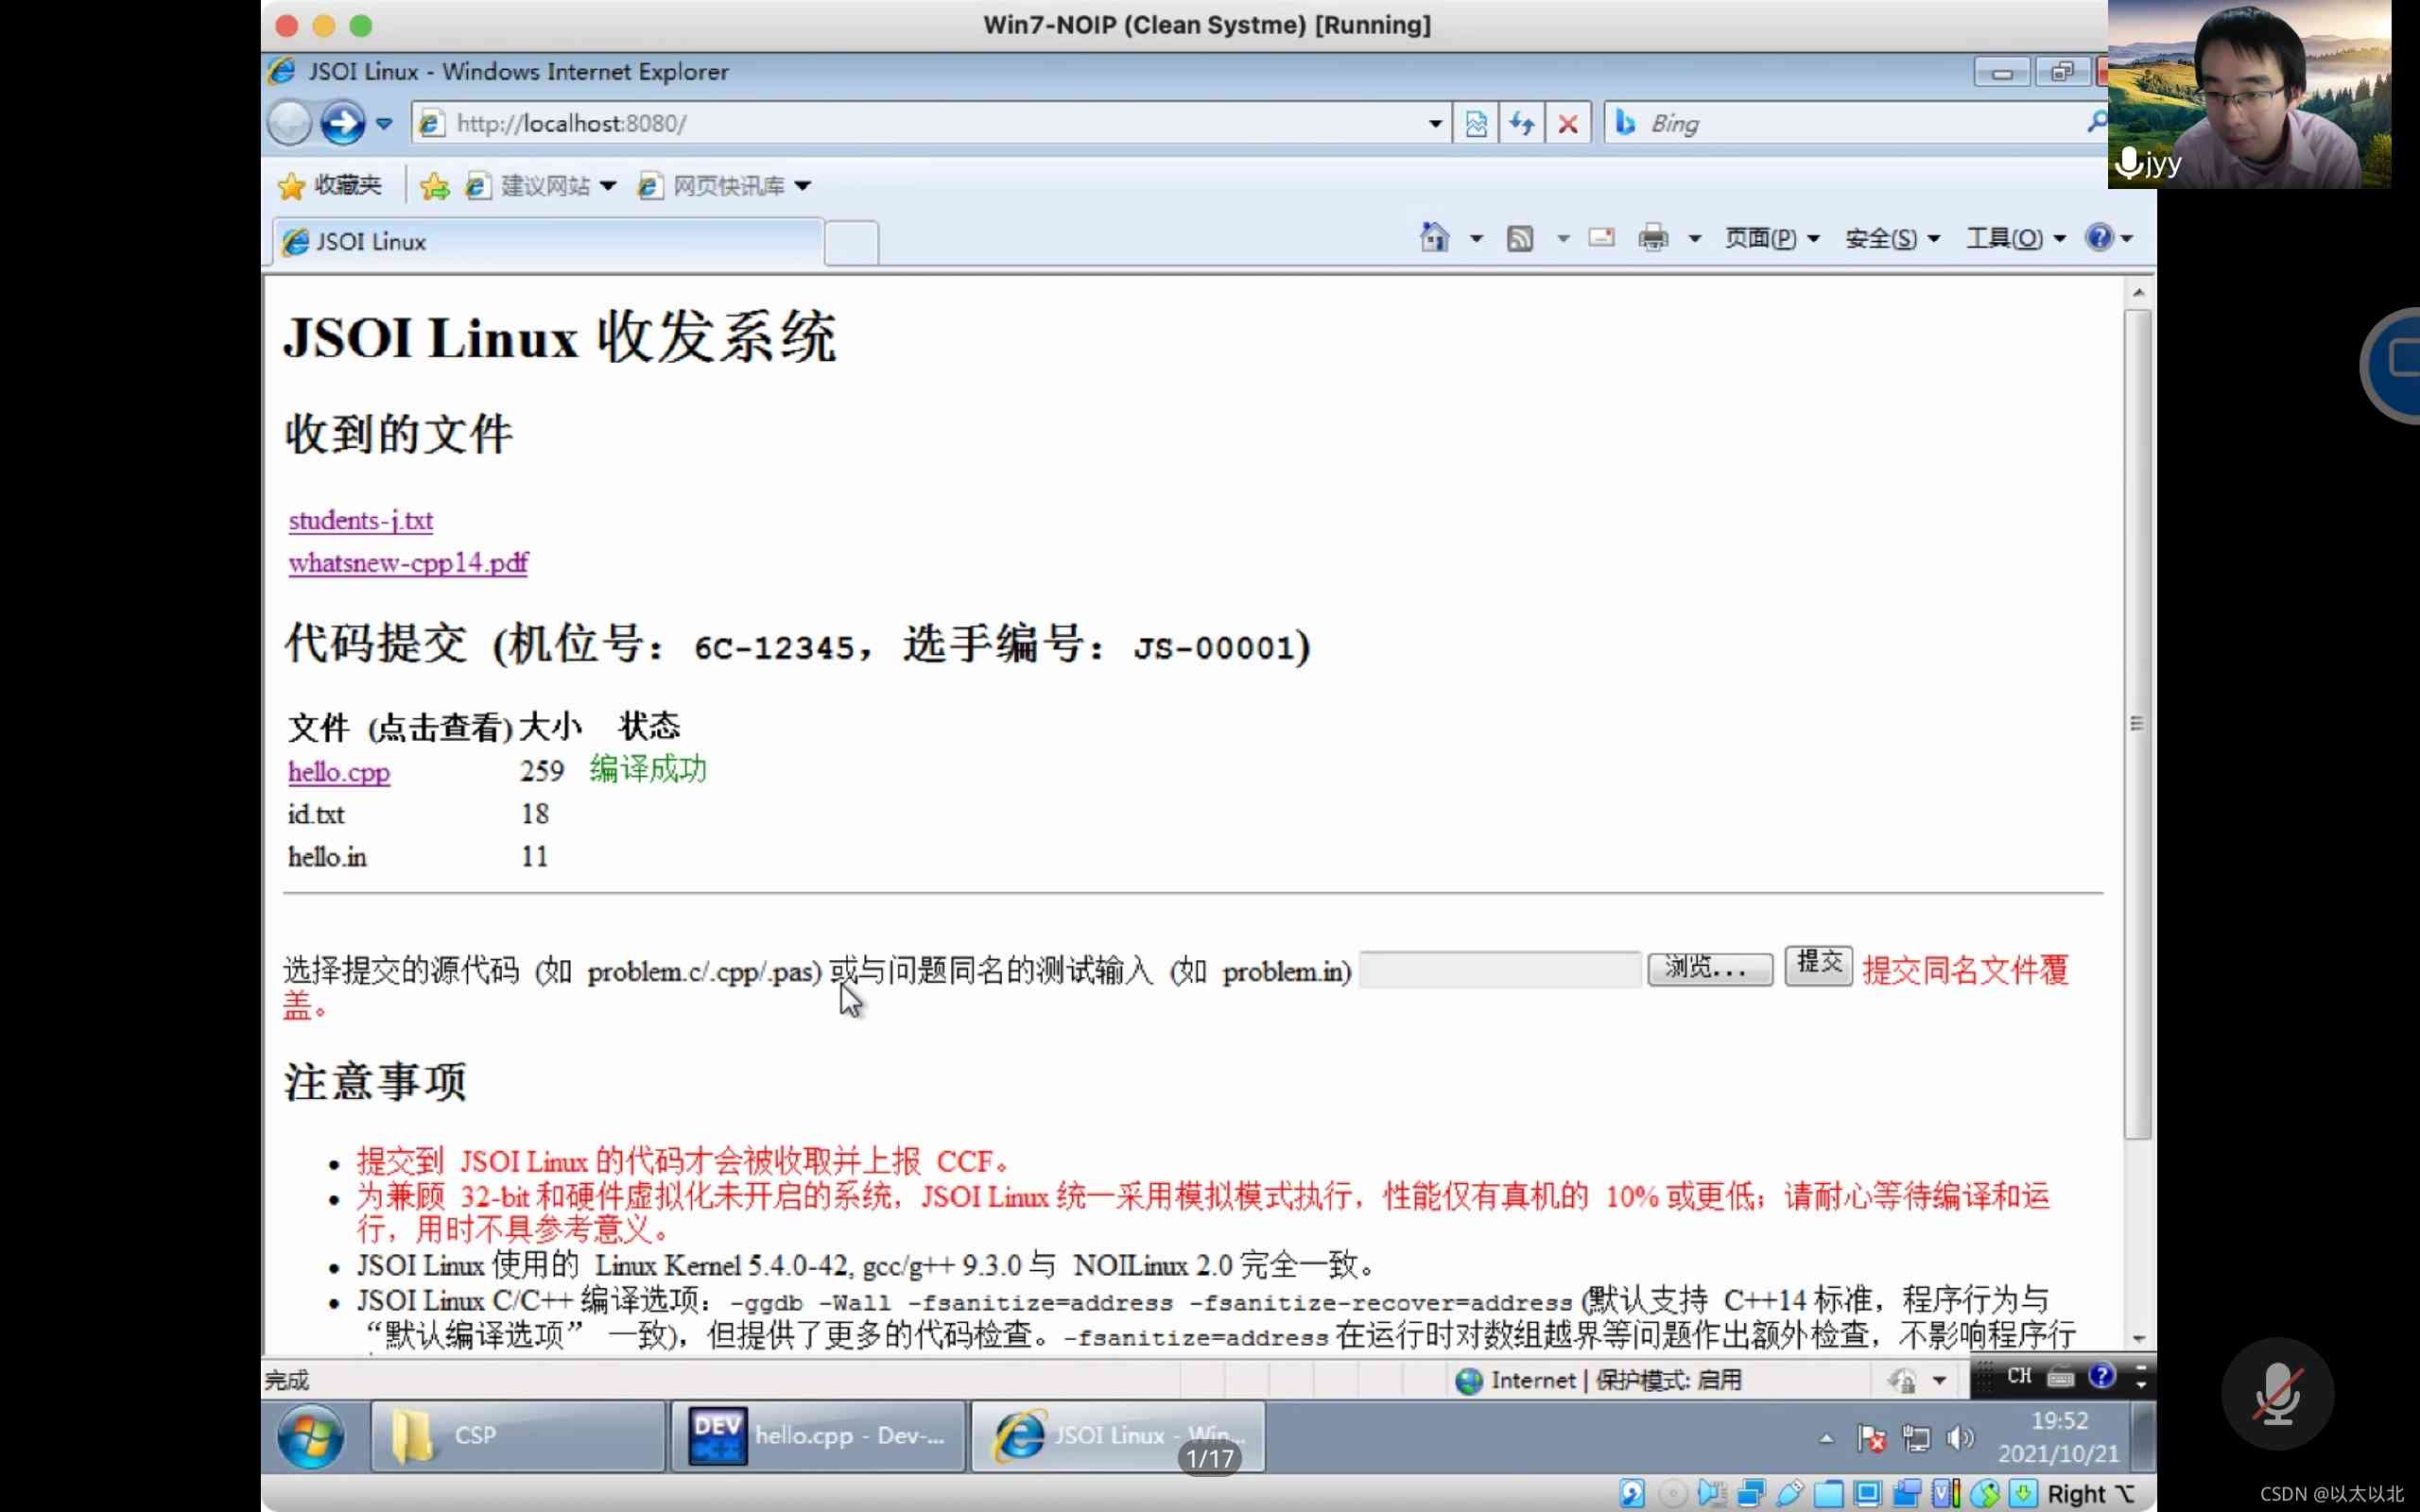 Win7-NOIP (Clean Systme) [Running]
JSOI Linux - Windows Internet Explorer
http://localhost:8080/
Bing
jyy
收藏夹
建议网站
网页快讯库
JSOI Linux
页面(P)
安全(S)
工具(O)
JSOI Linux 收发系统
收到的文件
students-j.txt
whatsnew-cpp14.pdf
代码提交 (机位号: 6C-12345, 选手编号: JS-00001)
文件 (点击查看) 大小 状态
hello.cpp 259 编译成功
id.txt 18
hello.in 11
选择提交的源代码 (如 problem.c/.cpp/.pas) 或与问题同名的测试输入 (如 problem.in) 浏览... 提交 提交同名文件覆
盖。
注意事项
提交到 JSOI Linux 的代码才会被收取并上报 CCF。
为兼顾 32-bit 和硬件虚拟化未开启的系统，JSOI Linux 统一采用模拟模式执行，性能仅有真机的 10% 或更低；请耐心等待编译和运
行，用时不具参考意义。
JSOI Linux 使用的 Linux Kernel 5.4.0-42, gcc/g++ 9.3.0 与 NOILinux 2.0 完全一致。
JSOI Linux C/C++ 编译选项：-ggdb -Wall -fsanitize=address -fsanitize-recover=address (默认支持 C++14 标准，程序行为与
“默认编译选项” 一致)，但提供了更多的代码检查。-fsanitize=address 在运行时对数组越界等问题作出额外检查，不影响程序行
完成
Internet | 保护模式: 启用
CH
CSP
DEV
hello.cpp - Dev-...
JSOI Linux - Win...
1/17
19:52
2021/10/21
Right ⌥
CSDN @以太以北